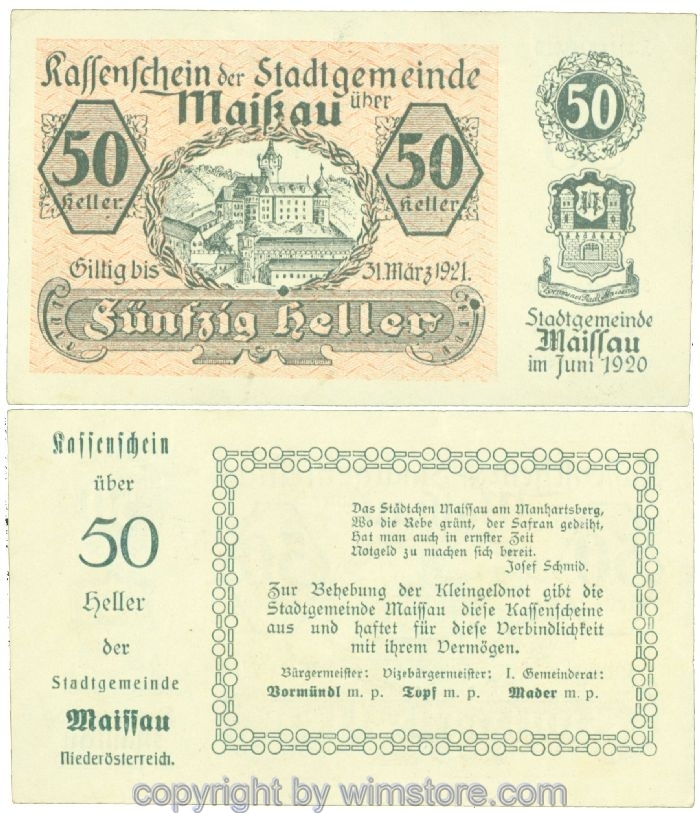 Kassenschein der Stadtgemeinde
Maißau über
50 Heller
50 Heller
Giltig bis 31. März 1921.
Fünfzig Heller
50
Stadtgemeinde
Maissau
im Juni 1920
Kassenschein
über
50
Heller
der
Stadtgemeinde
Maissau
Niederösterreich.
Das Städtchen Maissau am Manhartsberg,
Wo die Rebe grünt, der Safran gedeiht,
Hat man auch in ernster Zeit
Notgeld zu machen sich bereit.
Josef Schmid.
Zur Behebung der Kleingeldnot gibt die
Stadtgemeinde Maissau diese Kassenscheine
aus und haftet für diese Verbindlichkeit
mit ihrem Vermögen.
Bürgermeister: Vizebürgermeister: I. Gemeinderat:
Vormündl m. p. Topf m. p. Mader m. p.
copyright by wimstore.com